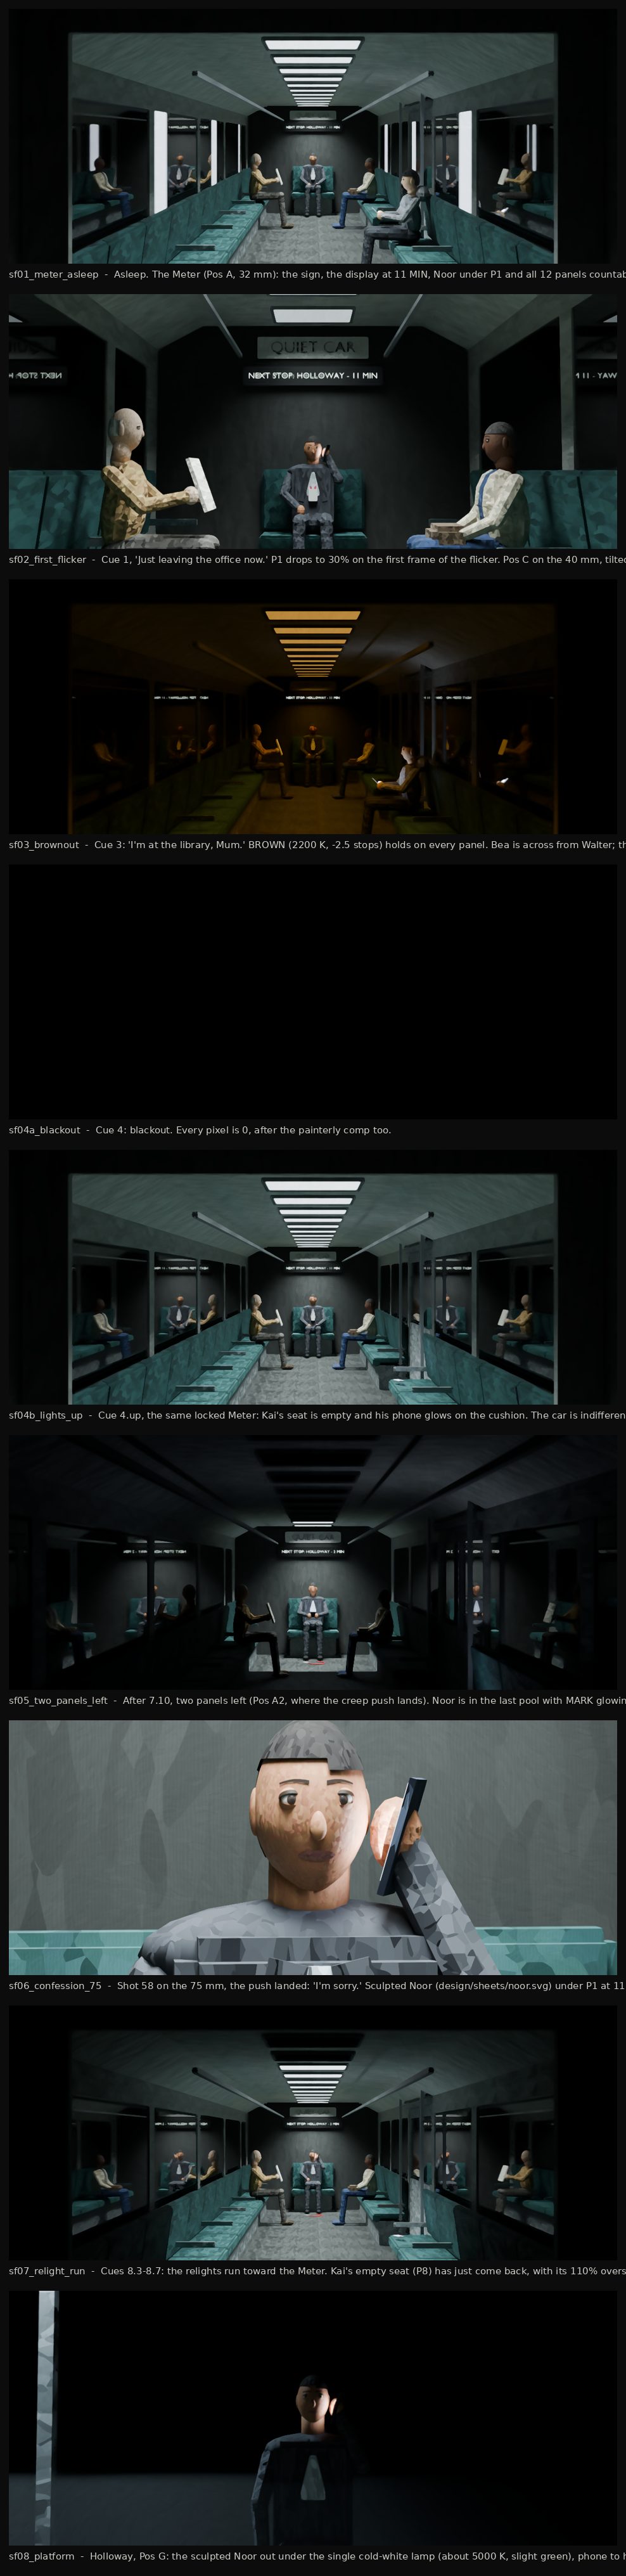 sf01_meter_asleep - Asleep. The Meter (Pos A, 32 mm): the sign, the display at 11 MIN, Noor under P1 and all 12 panels countab
QUIET CAR
NEXT STOP: HOLLOWAY - 11 MIN
sf02_first_flicker - Cue 1, 'Just leaving the office now.' P1 drops to 30% on the first frame of the flicker. Pos C on the 40 mm, tilted
sf03_brownout - Cue 3: 'I'm at the library, Mum.' BROWN (2200 K, -2.5 stops) holds on every panel. Bea is across from Walter; th
sf04a_blackout - Cue 4: blackout. Every pixel is 0, after the painterly comp too.
sf04b_lights_up - Cue 4.up, the same locked Meter: Kai's seat is empty and his phone glows on the cushion. The car is indifferen
QUIET CAR
sf05_two_panels_left - After 7.10, two panels left (Pos A2, where the creep push lands). Noor is in the last pool with MARK glowin
sf06_confession_75 - Shot 58 on the 75 mm, the push landed: 'I'm sorry.' Sculpted Noor (design/sheets/noor.svg) under P1 at 11
sf07_relight_run - Cues 8.3-8.7: the relights run toward the Meter. Kai's empty seat (P8) has just come back, with its 110% overs
sf08_platform - Holloway, Pos G: the sculpted Noor out under the single cold-white lamp (about 5000 K, slight green), phone to h